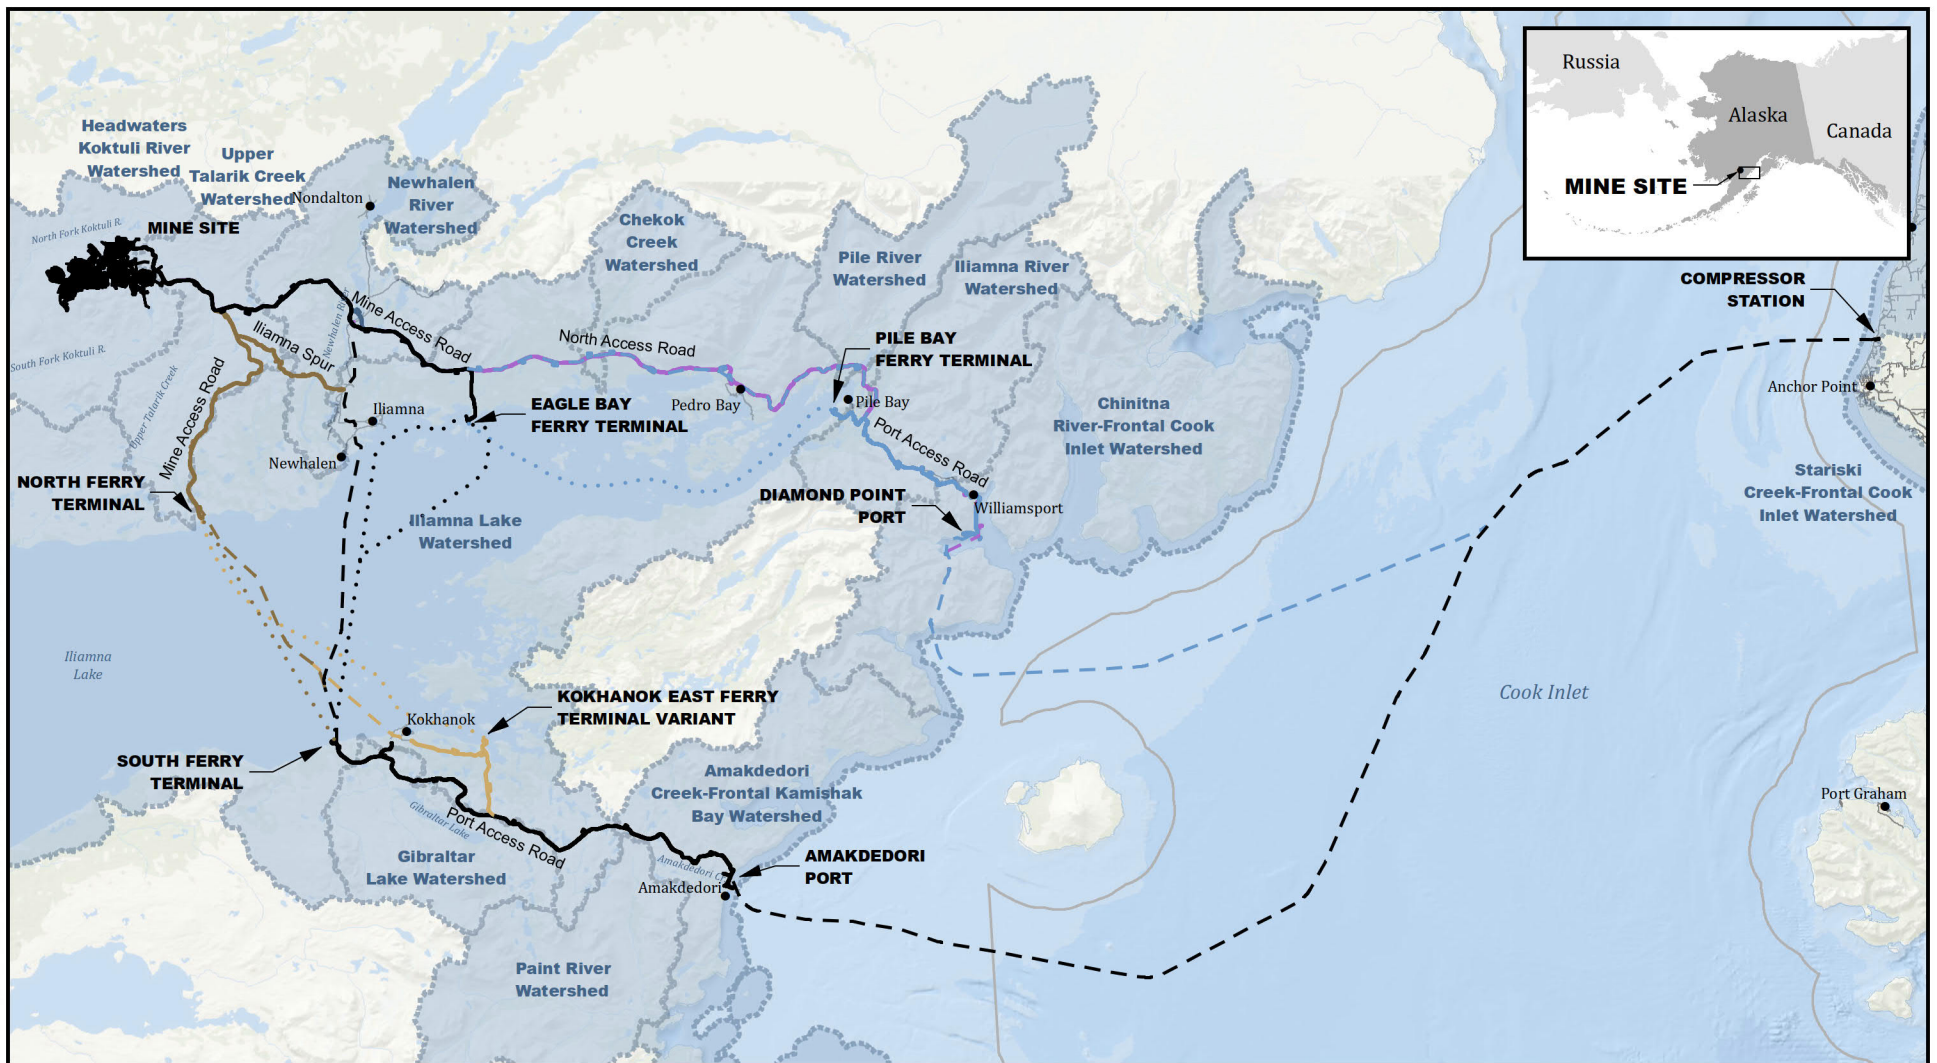 Russia
Alaska
Canada
MINE SITE
Headwaters
Koktuli River
Watershed
Upper
Talarik Creek
Watershed
Nondalton
Newhalen
River
Watershed
North Fork Koktuli R.
MINE SITE
Chekok
Creek
Watershed
Pile River
Watershed
Iliamna River
Watershed
COMPRESSOR
STATION
Newhalen River
Mine Access Road
Iliamna Spur
North Access Road
PILE BAY
FERRY TERMINAL
South Fork Koktuli R.
Upper Talarik Creek
Mine Access Road
Iliamna
EAGLE BAY
FERRY TERMINAL
Pedro Bay
Pile Bay
Anchor Point
Chinitna
River-Frontal Cook
Inlet Watershed
Port Access Road
Newhalen
NORTH FERRY
TERMINAL
DIAMOND POINT
PORT
Williamsport
Stariski
Creek-Frontal Cook
Inlet Watershed
Iliamna Lake
Watershed
Iliamna
Lake
Cook Inlet
KOKHANOK EAST FERRY
TERMINAL VARIANT
Kokhanok
SOUTH FERRY
TERMINAL
Amakdedori
Creek-Frontal Kamishak
Bay Watershed
Port Graham
Gibraltar Lake
Port Access Road
Gibraltar
Lake Watershed
Amakdedori
AMAKDEDORI
PORT
Amakdedori
Paint River
Watershed